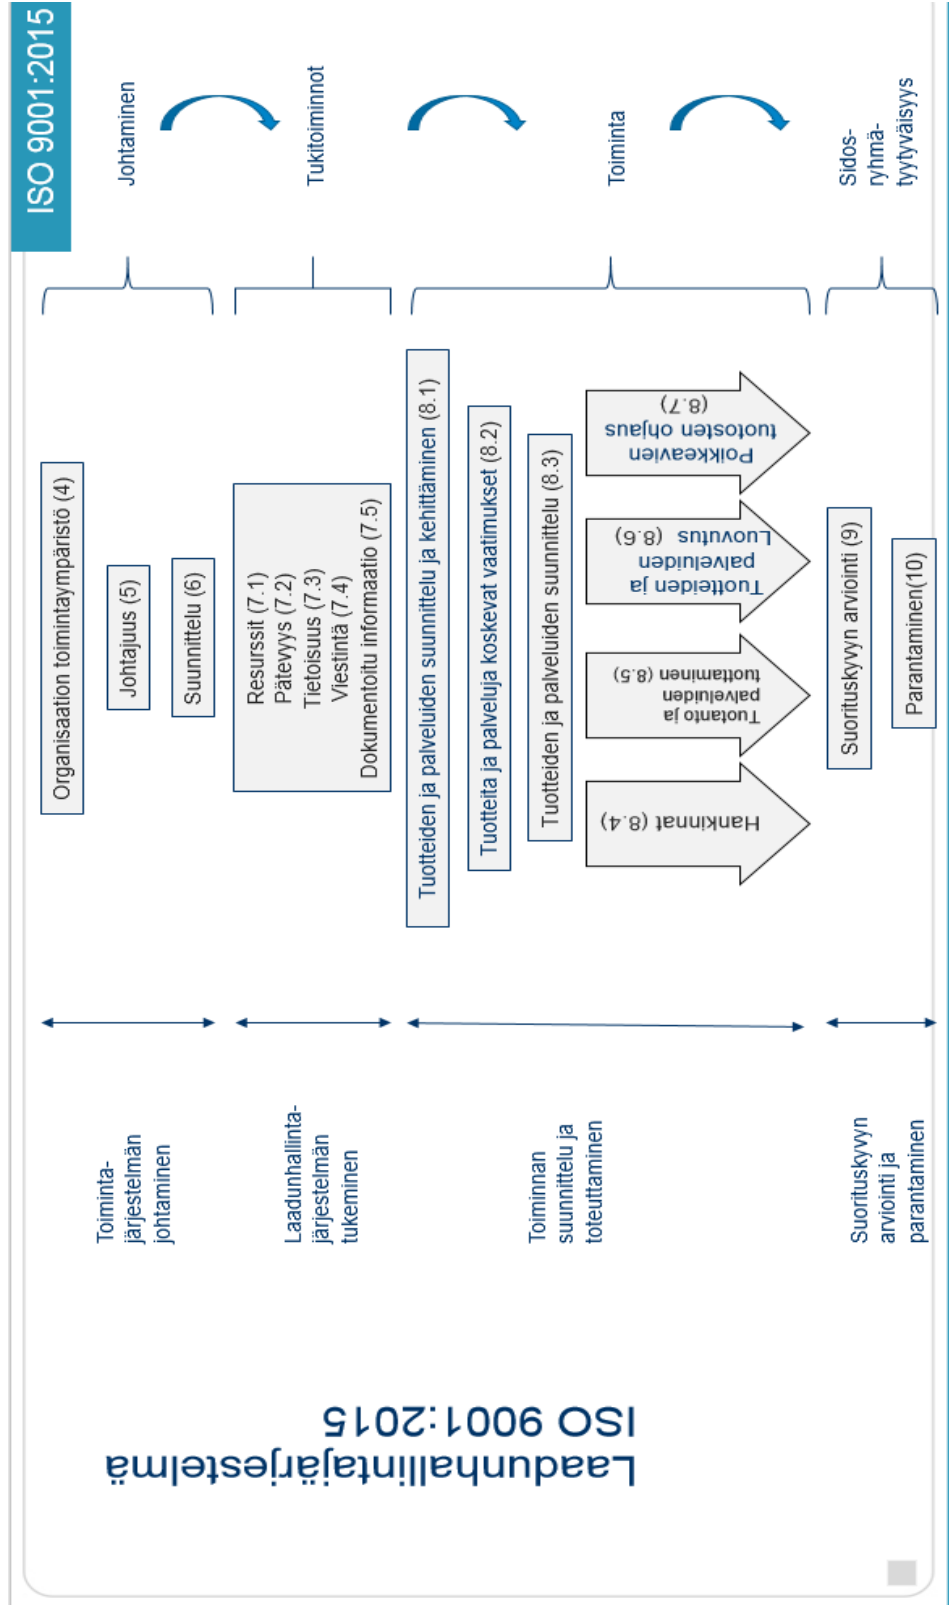 ISO 9001:2015
Laadunhallintajärjestelmä
ISO 9001:2015
Toiminta-
järjestelmän
johtaminen
Organisaation toimintaympäristö (4)
Johtajuus (5)
Suunnittelu (6)
Johtaminen
Laadunhallinta-
järjestelmän
tukeminen
Resurssit (7.1)
Pätevyys (7.2)
Tietoisuus (7.3)
Viestintä (7.4)
Dokumentoitu informaatio (7.5)
Tukitoiminnot
Toiminnan
suunnittelu ja
toteuttaminen
Tuotteiden ja palveluiden suunnittelu ja kehittäminen (8.1)
Tuotteita ja palveluja koskevat vaatimukset (8.2)
Tuotteiden ja palveluiden suunnittelu (8.3)
Hankinnat (8.4)
Tuotanto ja
palveluiden
tuottaminen (8.5)
Tuotteiden ja
palveluiden
Luovutus (8.6)
Poikkeavien
tuotosten ohjaus
(8.7)
Toiminta
Suorituskyvyn
arviointi ja
parantaminen
Suorituskyvyn arviointi (9)
Parantaminen(10)
Sidos-
ryhmä-
tyytyväisyys